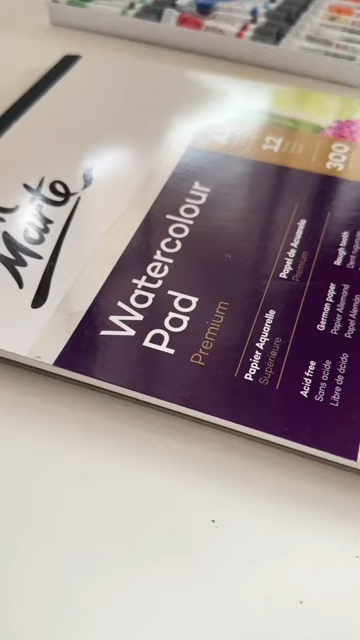 Marte
12
300
Watercolour
Pad
Premium
Papier Aquarelle
Supérieure
Papel de Acuarela
Premium
Acid free
Sans acide
Libre de ácido
German paper
Papier Allemand
Papel Alemán
Rough tooth